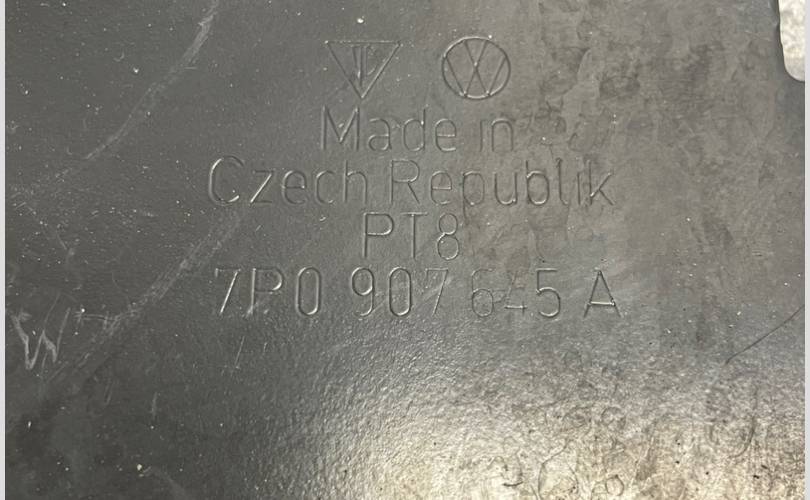 Made in
Czech Republik
PT8
7P0 907 645 A